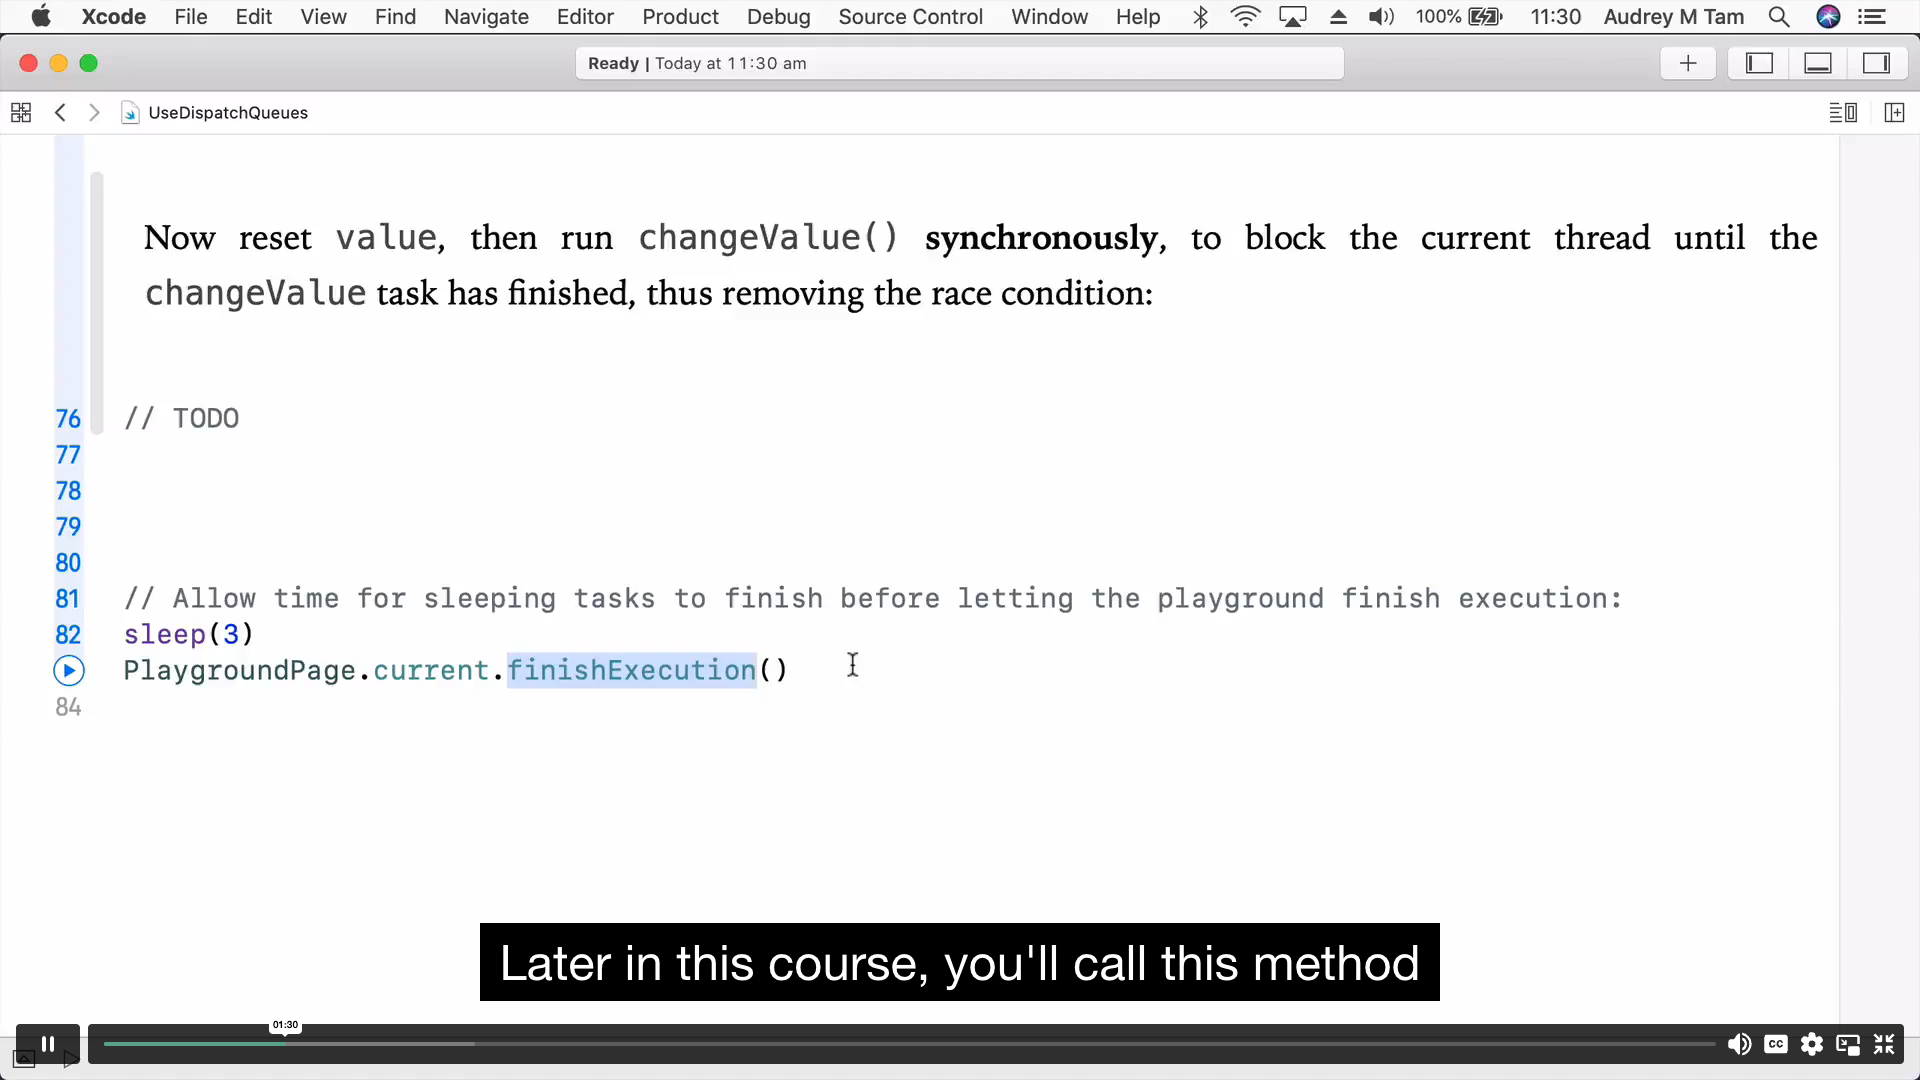 Xcode File Edit View Find Navigate Editor Product Debug Source Control Window Help 100% 11:30 Audrey M Tam
Ready | Today at 11:30 am
UseDispatchQueues
Now reset value, then run changeValue() synchronously, to block the current thread until the
changeValue task has finished, thus removing the race condition:
76 // TODO
77
78
79
80
81 // Allow time for sleeping tasks to finish before letting the playground finish execution:
82 sleep(3)
PlaygroundPage.current.finishExecution()
84
Later in this course, you'll call this method
01:30
CC